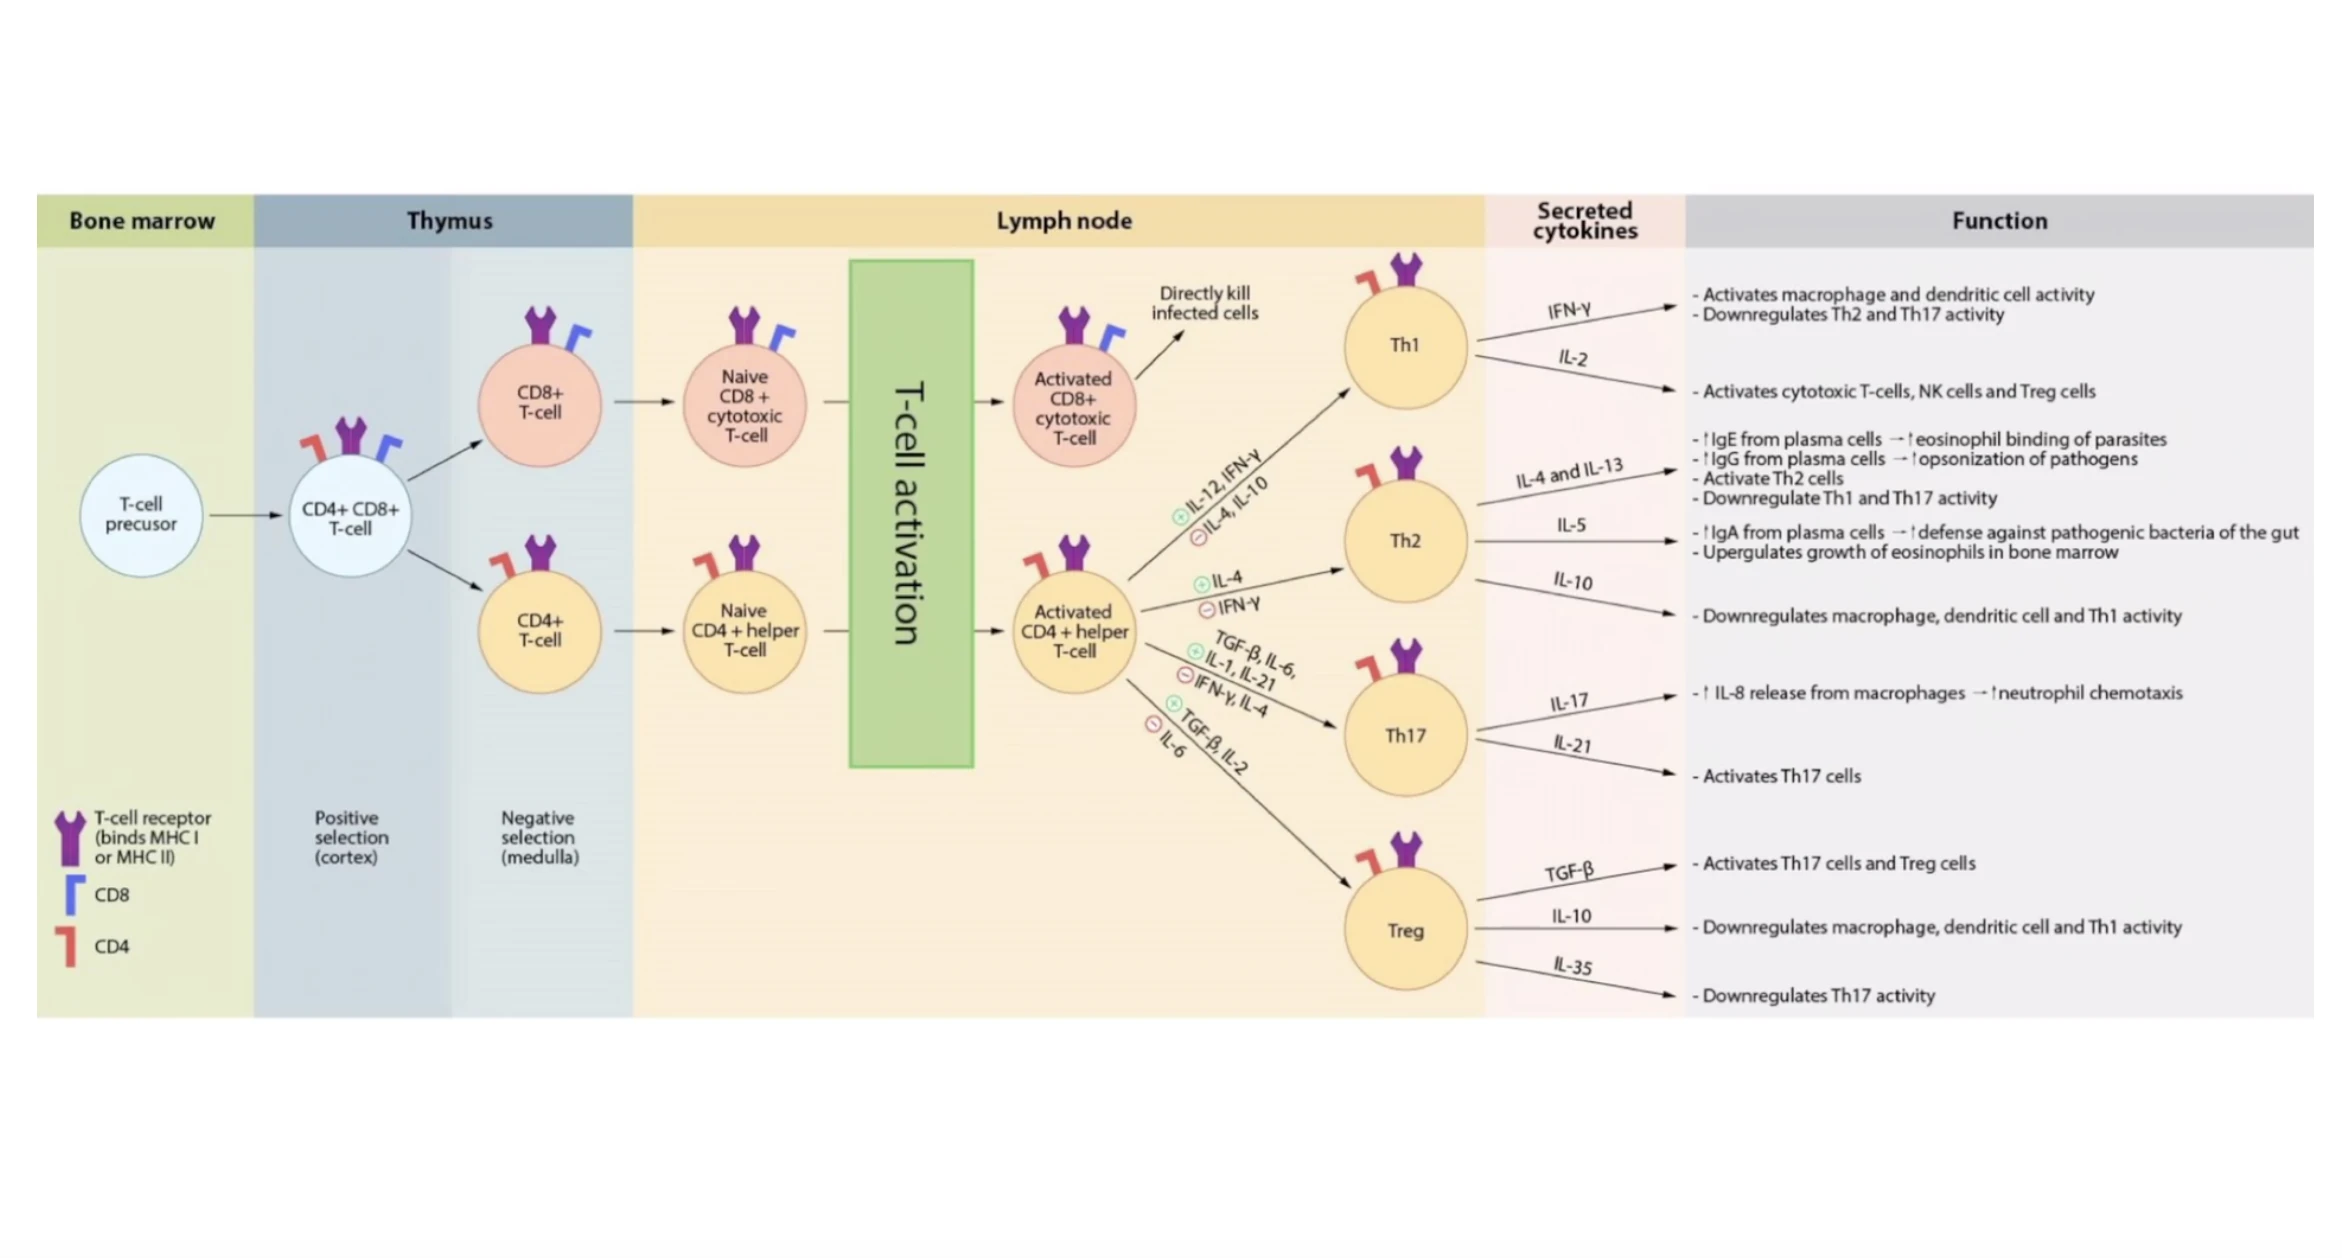 Bone marrow
Thymus
Lymph node
Secreted
cytokines
Function
T-cell
precusor
CD4+ CD8+
T-cell
CD8+
T-cell
CD4+
T-cell
Naive
CD8 +
cytotoxic
T-cell
Naive
CD4 + helper
T-cell
T-cell activation
Activated
CD8+
cytotoxic
T-cell
Directly kill
infected cells
Activated
CD4 + helper
T-cell
⊕ IL-12, IFN-γ
⊖ IL-4, IL-10
⊕ IL-4
⊖ IFN-γ
⊕ TGF-β, IL-6,
IL-1, IL-21
⊖ IFN-γ, IL-4
⊕ TGF-β, IL-2
⊖ IL-6
Th1
Th2
Th17
Treg
IFN-γ
- Activates macrophage and dendritic cell activity
- Downregulates Th2 and Th17 activity
IL-2
- Activates cytotoxic T-cells, NK cells and Treg cells
IL-4 and IL-13
- ↑IgE from plasma cells → ↑eosinophil binding of parasites
- ↑IgG from plasma cells → ↑opsonization of pathogens
- Activate Th2 cells
- Downregulate Th1 and Th17 activity
IL-5
- ↑IgA from plasma cells → ↑defense against pathogenic bacteria of the gut
- Upergulates growth of eosinophils in bone marrow
IL-10
- Downregulates macrophage, dendritic cell and Th1 activity
IL-17
- ↑ IL-8 release from macrophages → ↑neutrophil chemotaxis
IL-21
- Activates Th17 cells
TGF-β
- Activates Th17 cells and Treg cells
IL-10
- Downregulates macrophage, dendritic cell and Th1 activity
IL-35
- Downregulates Th17 activity
T-cell receptor
(binds MHC I
or MHC II)
CD8
CD4
Positive
selection
(cortex)
Negative
selection
(medulla)